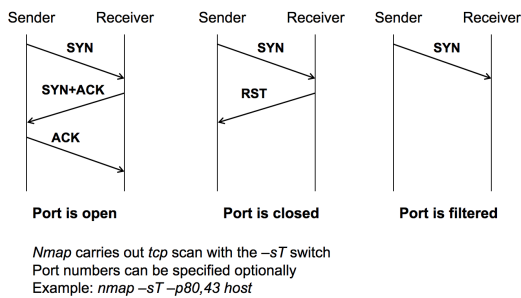 Sender Receiver Sender Receiver Sender Receiver
SYN SYN SYN
SYN+ACK RST
ACK
Port is open Port is closed Port is filtered
Nmap carries out tcp scan with the –sT switch
Port numbers can be specified optionally
Example: nmap –sT –p80,43 host